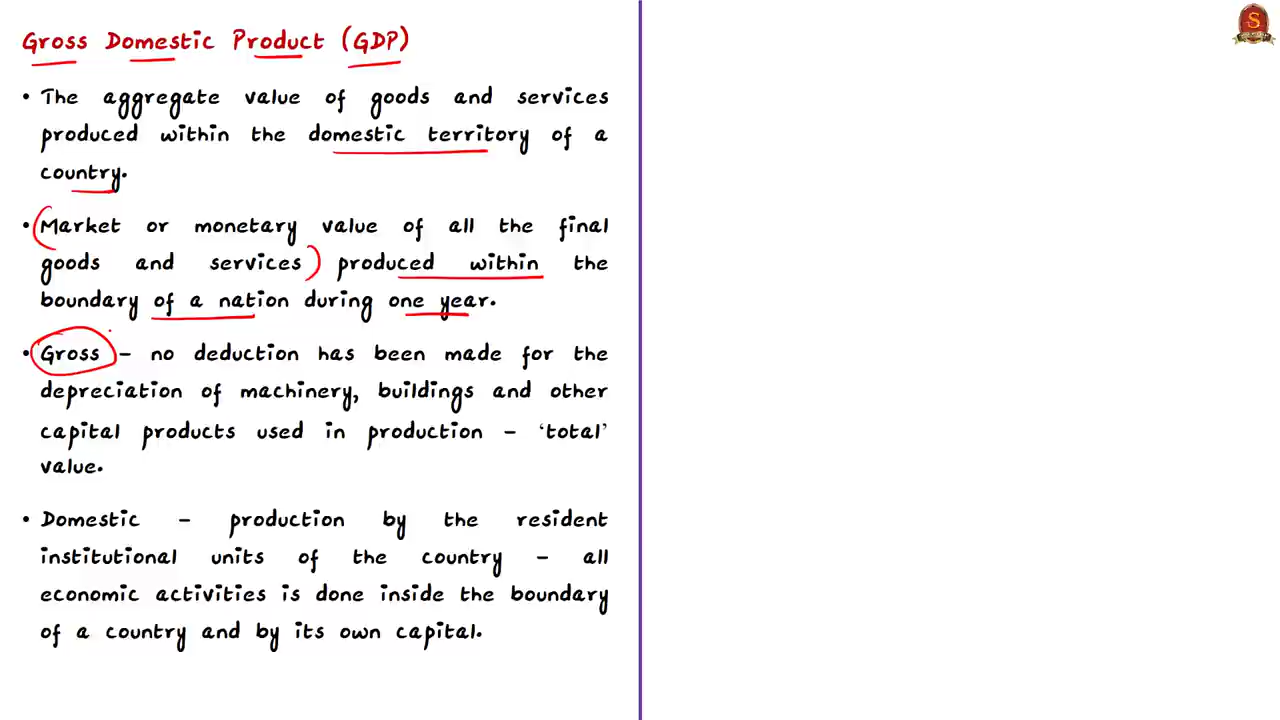 Gross Domestic Product (GDP)
• The aggregate value of goods and services
produced within the domestic territory of a
country.
• Market or monetary value of all the final
goods and services produced within the
boundary of a nation during one year.
• Gross – no deduction has been made for the
depreciation of machinery, buildings and other
capital products used in production – ‘total’
value.
• Domestic – production by the resident
institutional units of the country – all
economic activities is done inside the boundary
of a country and by its own capital.
S